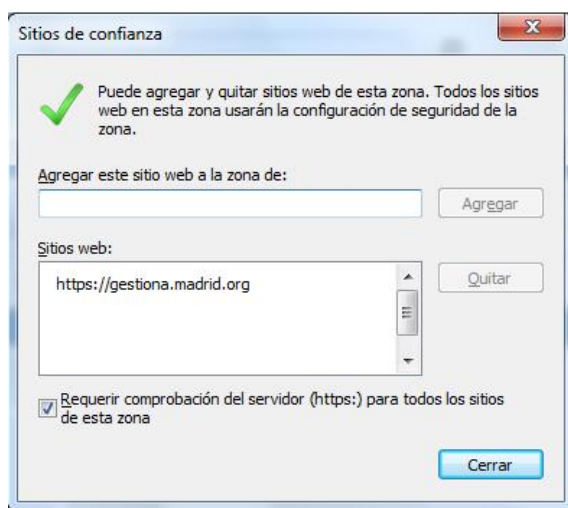 Sitios de confianza
Puede agregar y quitar sitios web de esta zona. Todos los sitios
web en esta zona usarán la configuración de seguridad de la
zona.
Agregar este sitio web a la zona de:
Agregar
Sitios web:
https://gestiona.madrid.org
Quitar
Requerir comprobación del servidor (https:) para todos los sitios
de esta zona
Cerrar